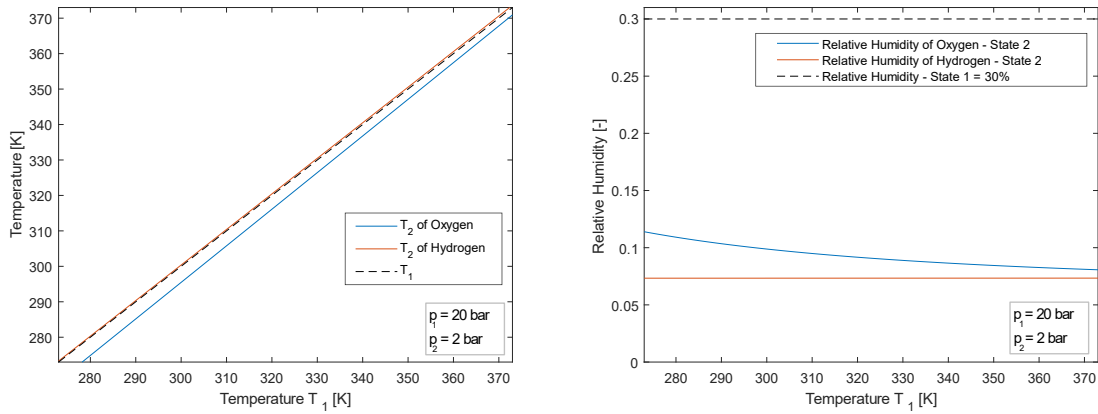 370
360
350
340
330
320
310
300
290
280
Temperature [K]
T2 of Oxygen
T2 of Hydrogen
T1
p1 = 20 bar
p2 = 2 bar
280 290 300 310 320 330 340 350 360 370
Temperature T 1 [K]
0.3
0.25
0.2
0.15
0.1
0.05
0
Relative Humidity [-]
Relative Humidity of Oxygen - State 2
Relative Humidity of Hydrogen - State 2
Relative Humidity - State 1 = 30%
p1 = 20 bar
p2 = 2 bar
280 290 300 310 320 330 340 350 360 370
Temperature T 1 [K]